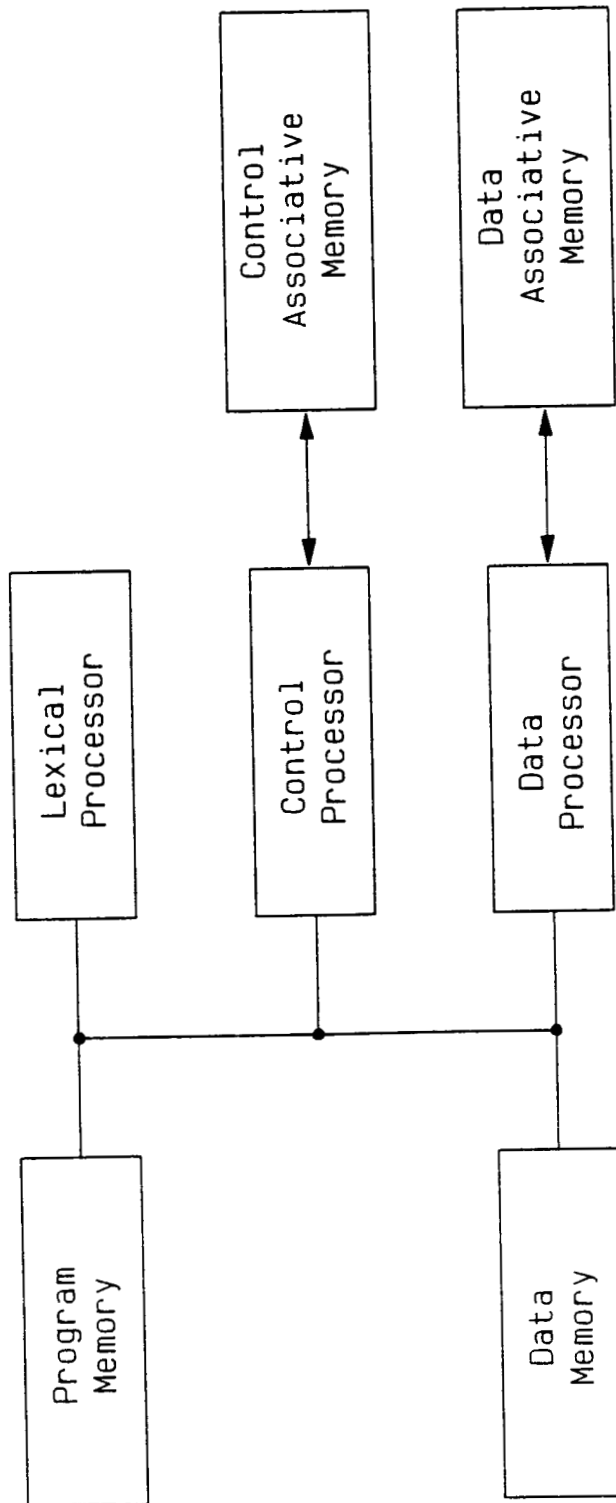 Program
Memory
Lexical
Processor
Control
Processor
Control
Associative
Memory
Data
Memory
Data
Processor
Data
Associative
Memory